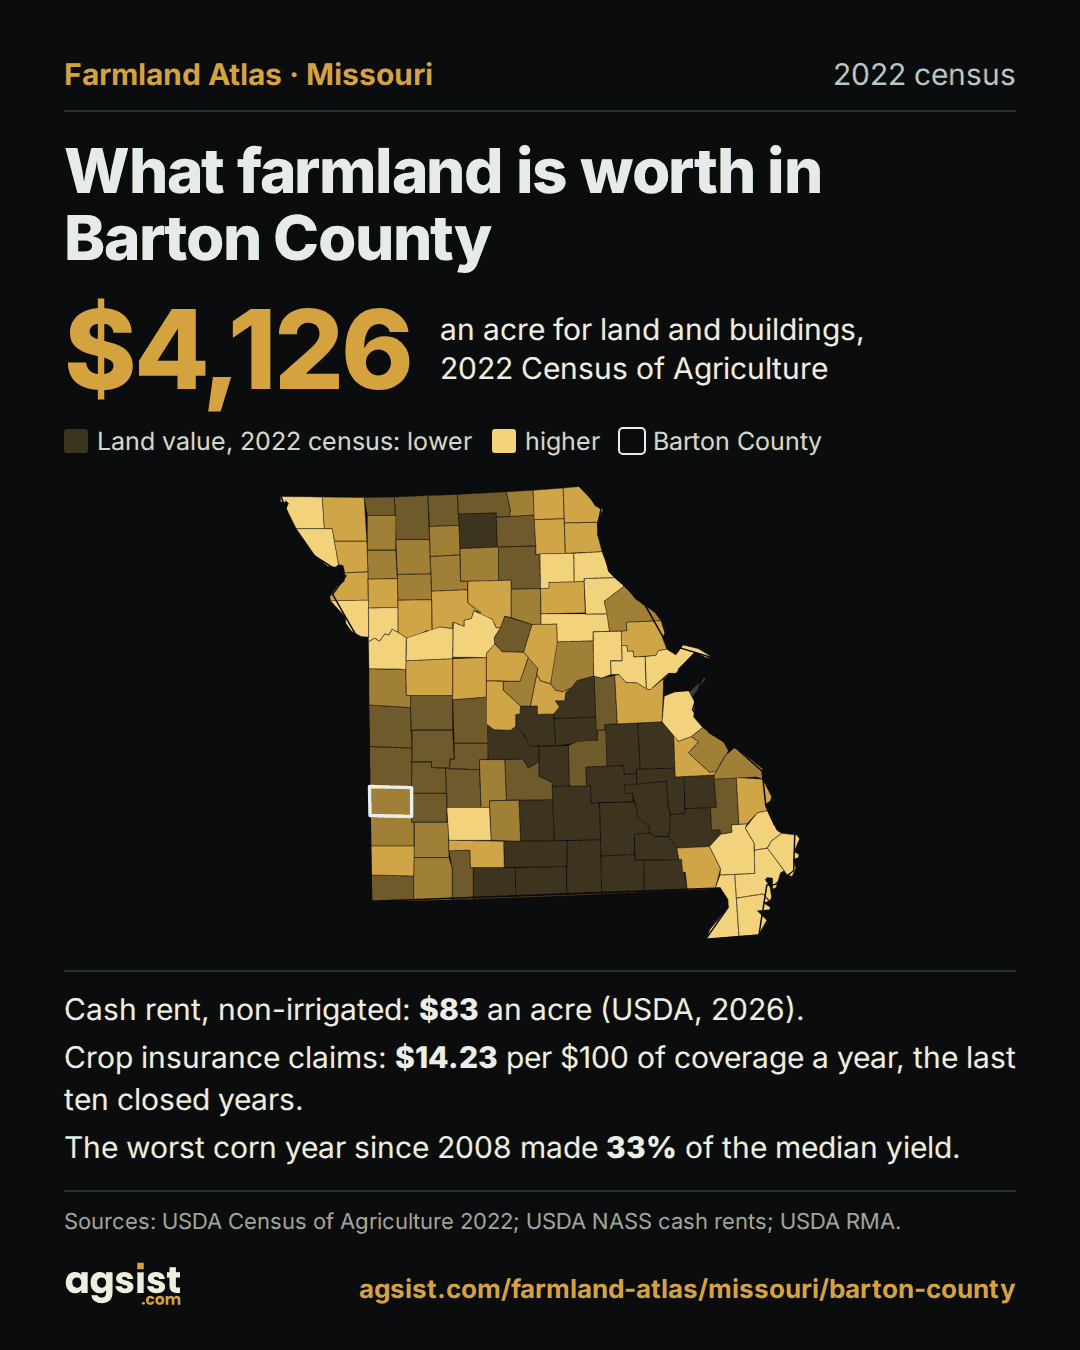 Farmland Atlas · Missouri
2022 census
What farmland is worth in
Barton County
$4,126
an acre for land and buildings,
2022 Census of Agriculture
Land value, 2022 census: lower
higher
Barton County
Cash rent, non-irrigated: $83 an acre (USDA, 2026).
Crop insurance claims: $14.23 per $100 of coverage a year, the last
ten closed years.
The worst corn year since 2008 made 33% of the median yield.
Sources: USDA Census of Agriculture 2022; USDA NASS cash rents; USDA RMA.
agsist
.com
agsist.com/farmland-atlas/missouri/barton-county